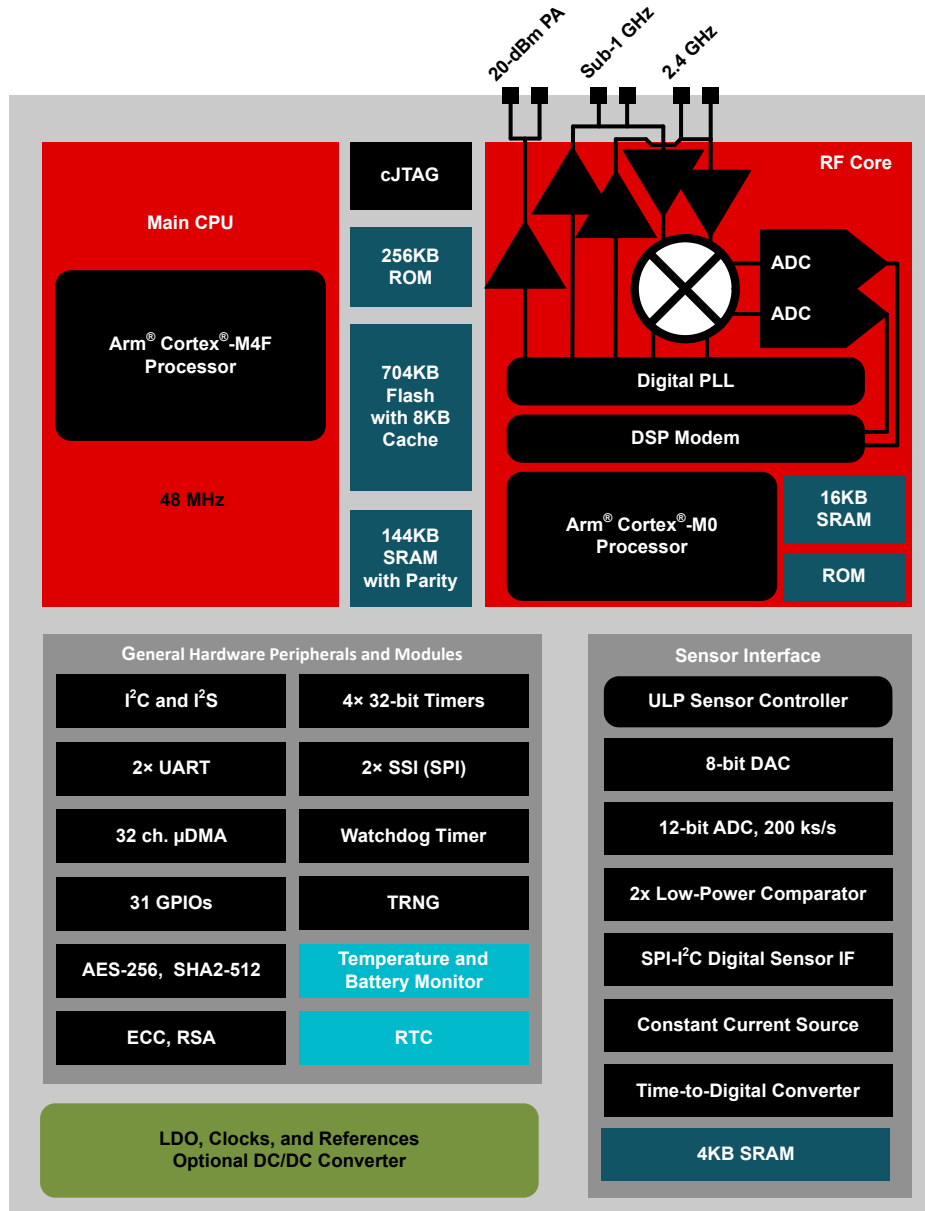 20-dBm PA
Sub-1 GHz
2.4 GHz
Main CPU
Arm® Cortex®-M4F
Processor
48 MHz
cJTAG
256KB
ROM
704KB
Flash
with 8KB
Cache
144KB
SRAM
with Parity
RF Core
ADC
ADC
Digital PLL
DSP Modem
Arm® Cortex®-M0
Processor
16KB
SRAM
ROM
General Hardware Peripherals and Modules
I²C and I²S
4× 32-bit Timers
2× UART
2× SSI (SPI)
32 ch. µDMA
Watchdog Timer
31 GPIOs
TRNG
AES-256, SHA2-512
Temperature and
Battery Monitor
ECC, RSA
RTC
LDO, Clocks, and References
Optional DC/DC Converter
Sensor Interface
ULP Sensor Controller
8-bit DAC
12-bit ADC, 200 ks/s
2x Low-Power Comparator
SPI-I²C Digital Sensor IF
Constant Current Source
Time-to-Digital Converter
4KB SRAM